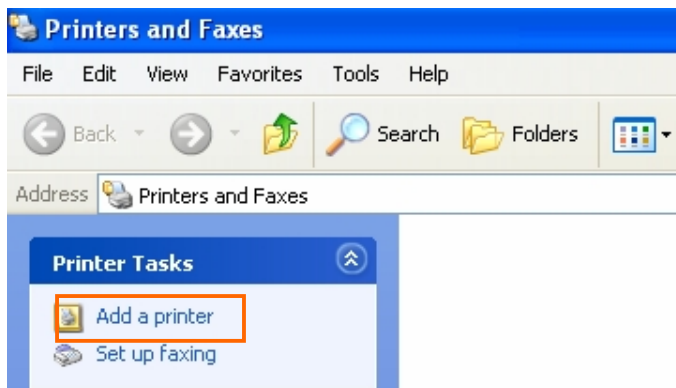 Printers and Faxes
File Edit View Favorites Tools Help
Back Search Folders
Address Printers and Faxes
Printer Tasks
Add a printer
Set up faxing